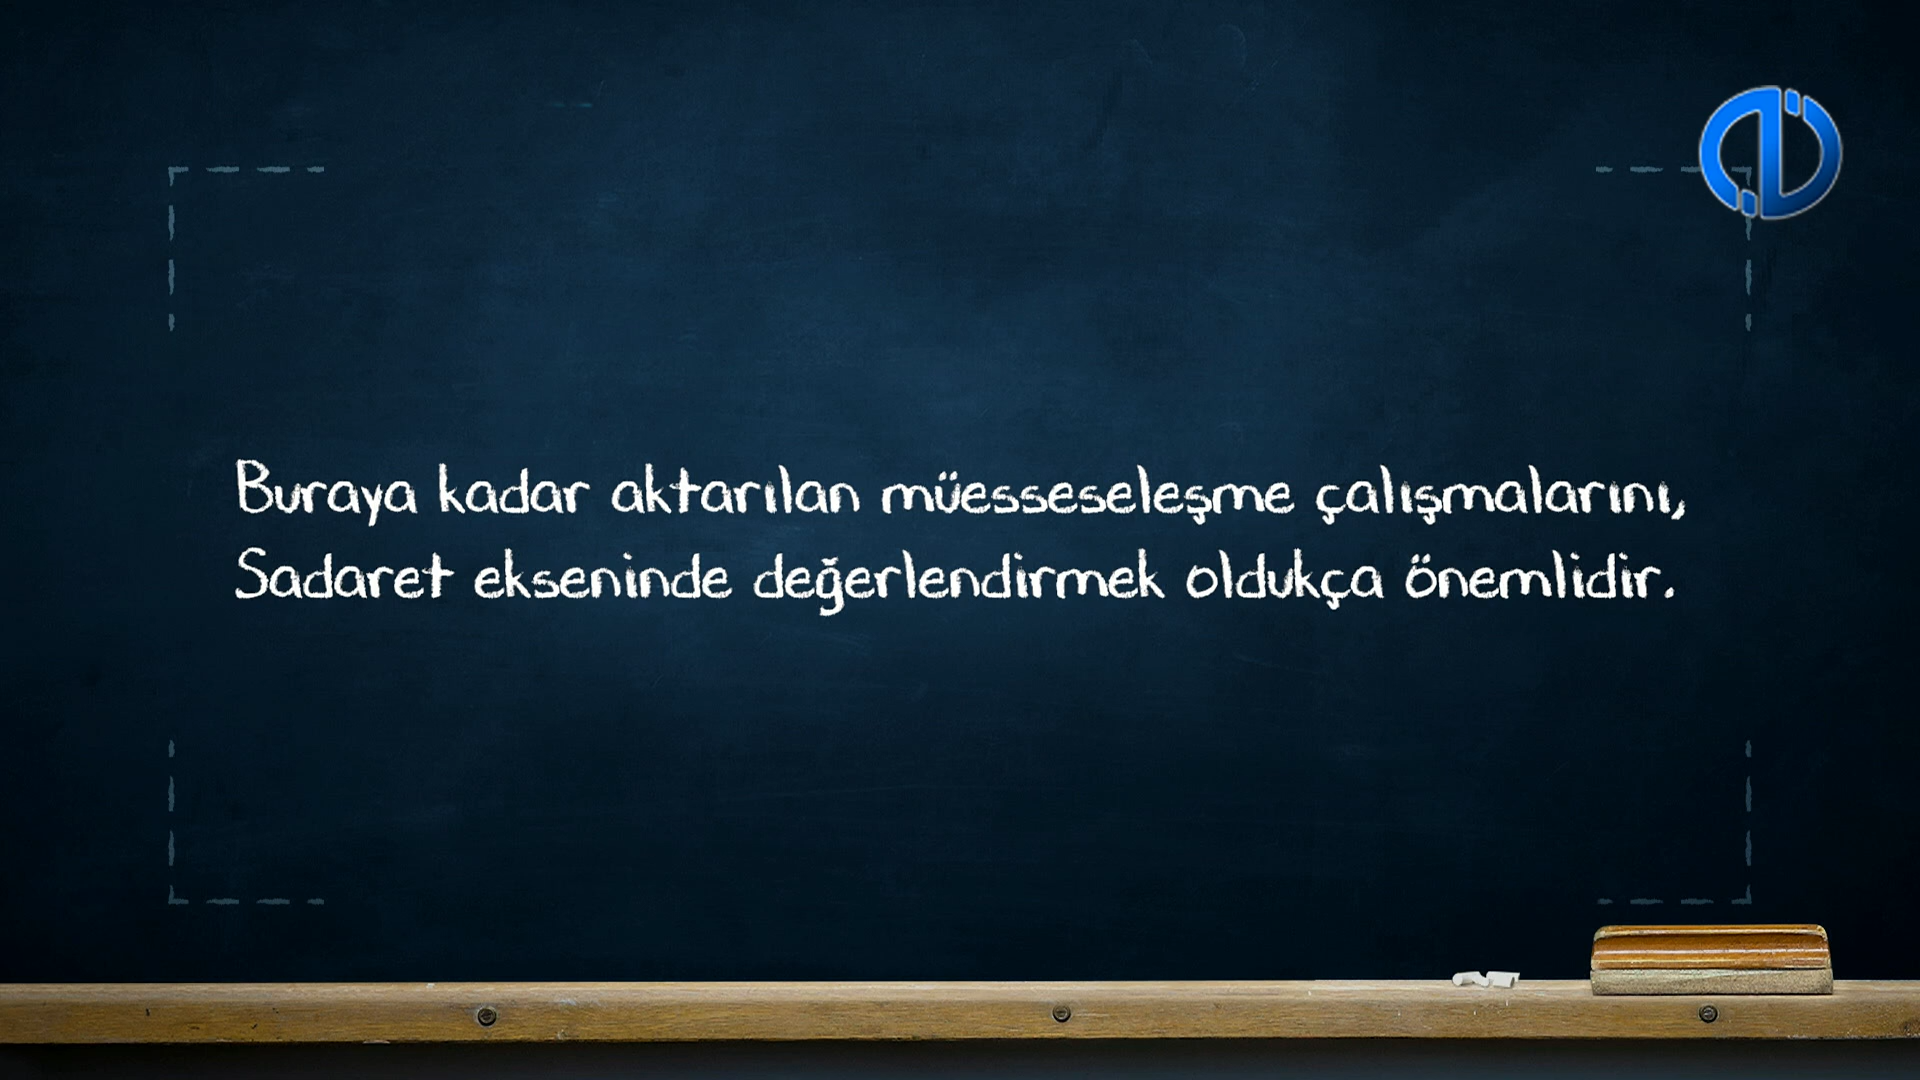 Buraya kadar aktarılan müesseseleşme çalışmalarını,
Sadaret ekseninde değerlendirmek oldukça önemlidir.